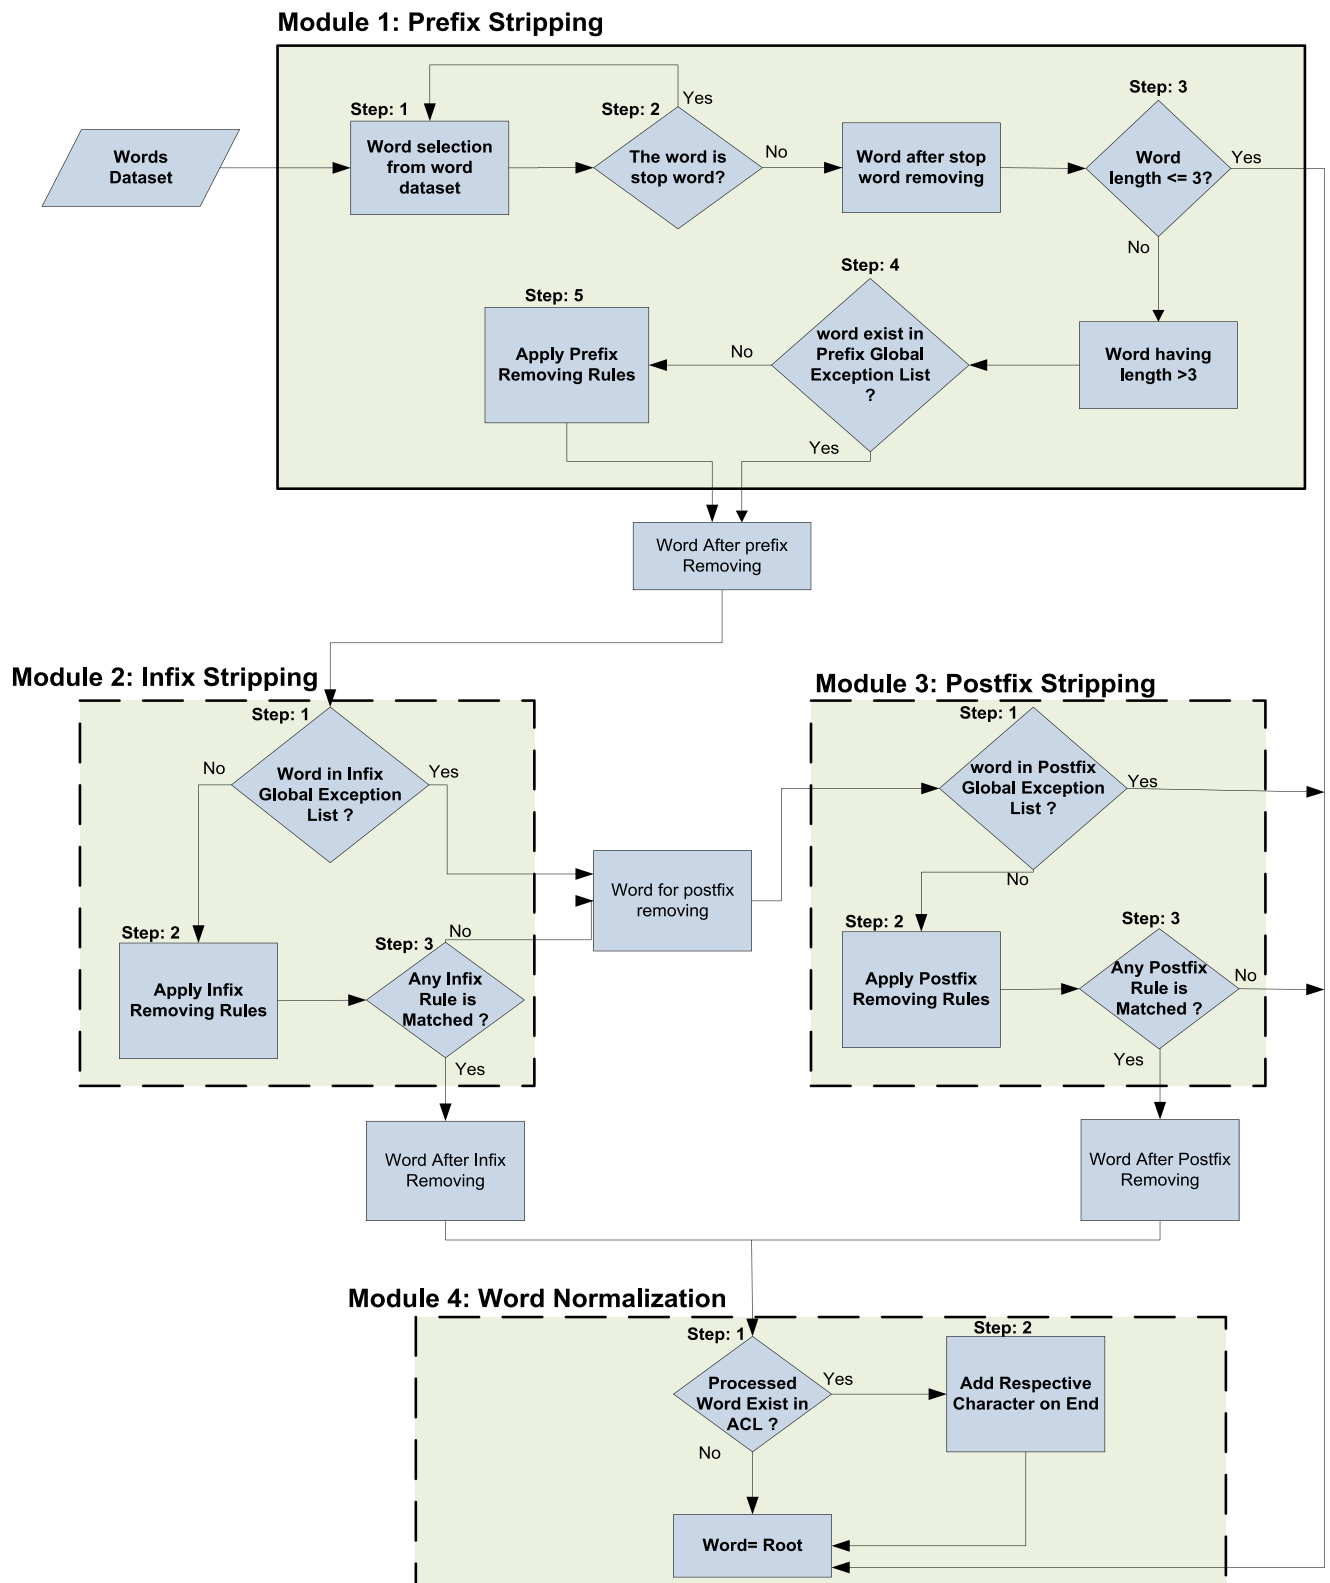 Module 1: Prefix Stripping
Words
Dataset
Step: 1
Word selection
from word
dataset
Yes
Step: 2
The word is
stop word?
No
Word after stop
word removing
Step: 3
Word
length <= 3?
Yes
No
Word having
length >3
Step: 4
word exist in
Prefix Global
Exception List
?
No
Yes
Step: 5
Apply Prefix
Removing Rules
Word After prefix
Removing
Module 2: Infix Stripping
Step: 1
Word in Infix
Global Exception
List ?
No
Yes
Step: 2
Apply Infix
Removing Rules
Step: 3
Any Infix
Rule is
Matched ?
No
Yes
Word for postfix
removing
Word After Infix
Removing
Module 3: Postfix Stripping
Step: 1
word in Postfix
Global Exception
List ?
Yes
No
Step: 2
Apply Postfix
Removing Rules
Step: 3
Any Postfix
Rule is
Matched ?
No
Yes
Word After Postfix
Removing
Module 4: Word Normalization
Step: 1
Processed
Word Exist in
ACL ?
Yes
No
Step: 2
Add Respective
Character on End
Word= Root